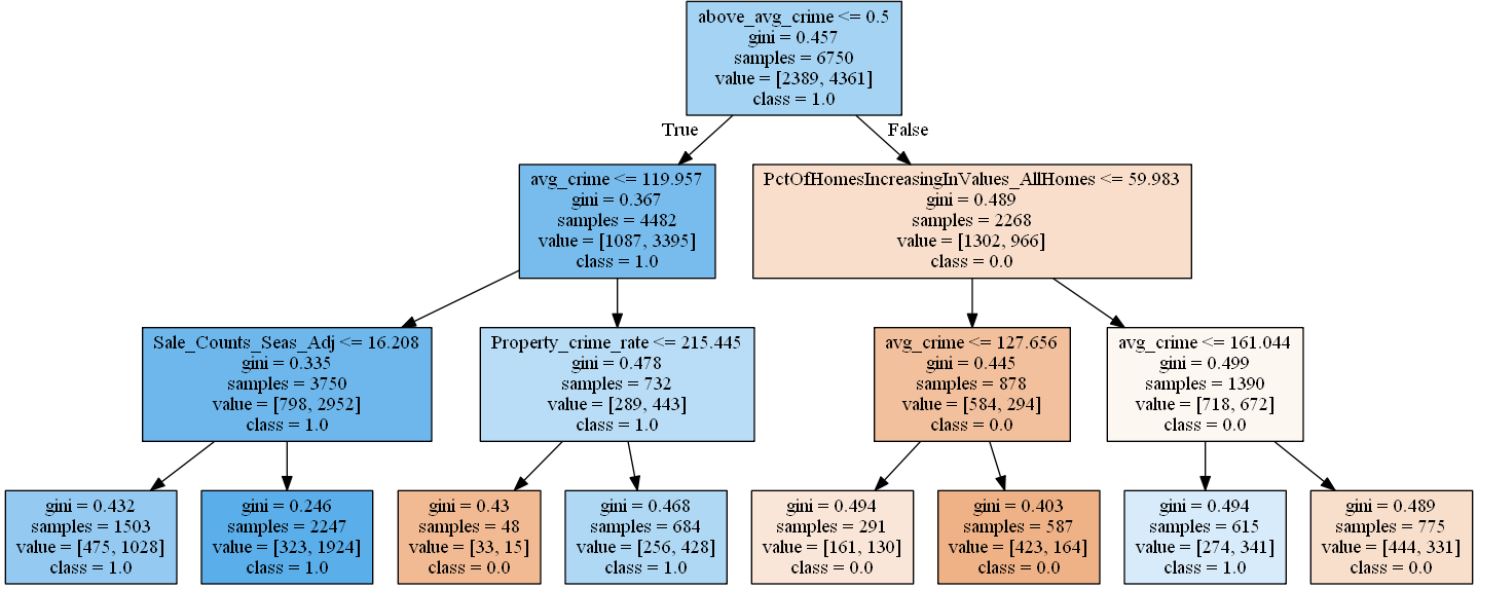 above_avg_crime <= 0.5
gini = 0.457
samples = 6750
value = [2389, 4361]
class = 1.0
True
False
avg_crime <= 119.957
gini = 0.367
samples = 4482
value = [1087, 3395]
class = 1.0
PctOfHomesIncreasingInValues_AllHomes <= 59.983
gini = 0.489
samples = 2268
value = [1302, 966]
class = 0.0
Sale_Counts_Seas_Adj <= 16.208
gini = 0.335
samples = 3750
value = [798, 2952]
class = 1.0
Property_crime_rate <= 215.445
gini = 0.478
samples = 732
value = [289, 443]
class = 1.0
avg_crime <= 127.656
gini = 0.445
samples = 878
value = [584, 294]
class = 0.0
avg_crime <= 161.044
gini = 0.499
samples = 1390
value = [718, 672]
class = 0.0
gini = 0.432
samples = 1503
value = [475, 1028]
class = 1.0
gini = 0.246
samples = 2247
value = [323, 1924]
class = 1.0
gini = 0.43
samples = 48
value = [33, 15]
class = 0.0
gini = 0.468
samples = 684
value = [256, 428]
class = 1.0
gini = 0.494
samples = 291
value = [161, 130]
class = 0.0
gini = 0.403
samples = 587
value = [423, 164]
class = 0.0
gini = 0.494
samples = 615
value = [274, 341]
class = 1.0
gini = 0.489
samples = 775
value = [444, 331]
class = 0.0